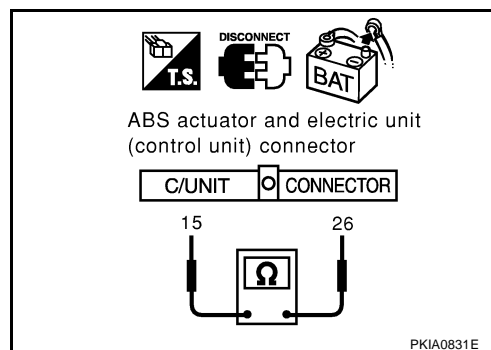 DISCONNECT
T.S.
BAT
ABS actuator and electric unit
(control unit) connector
C/UNIT CONNECTOR
15 26
Ω
PKIA0831E